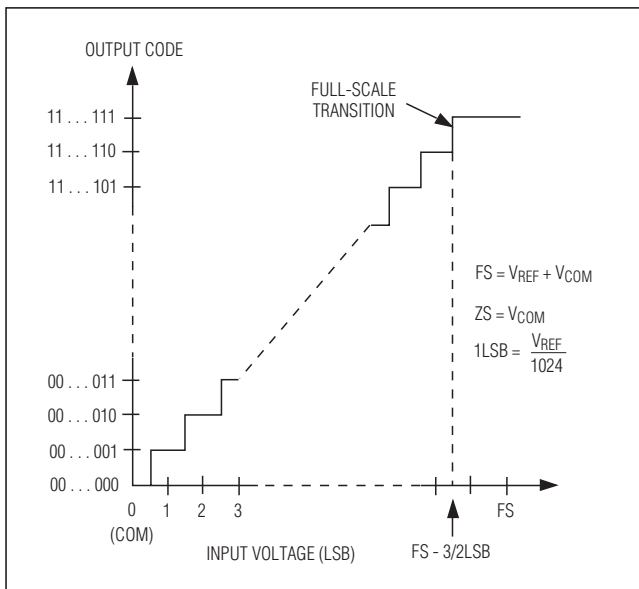 OUTPUT CODE
FULL-SCALE
TRANSITION
11 . . . 111
11 . . . 110
11 . . . 101
FS = VREF + VCOM
ZS = VCOM
1LSB = VREF
1024
00 . . . 011
00 . . . 010
00 . . . 001
00 . . . 000
0 1 2 3 FS
(COM)
INPUT VOLTAGE (LSB)
FS - 3/2LSB